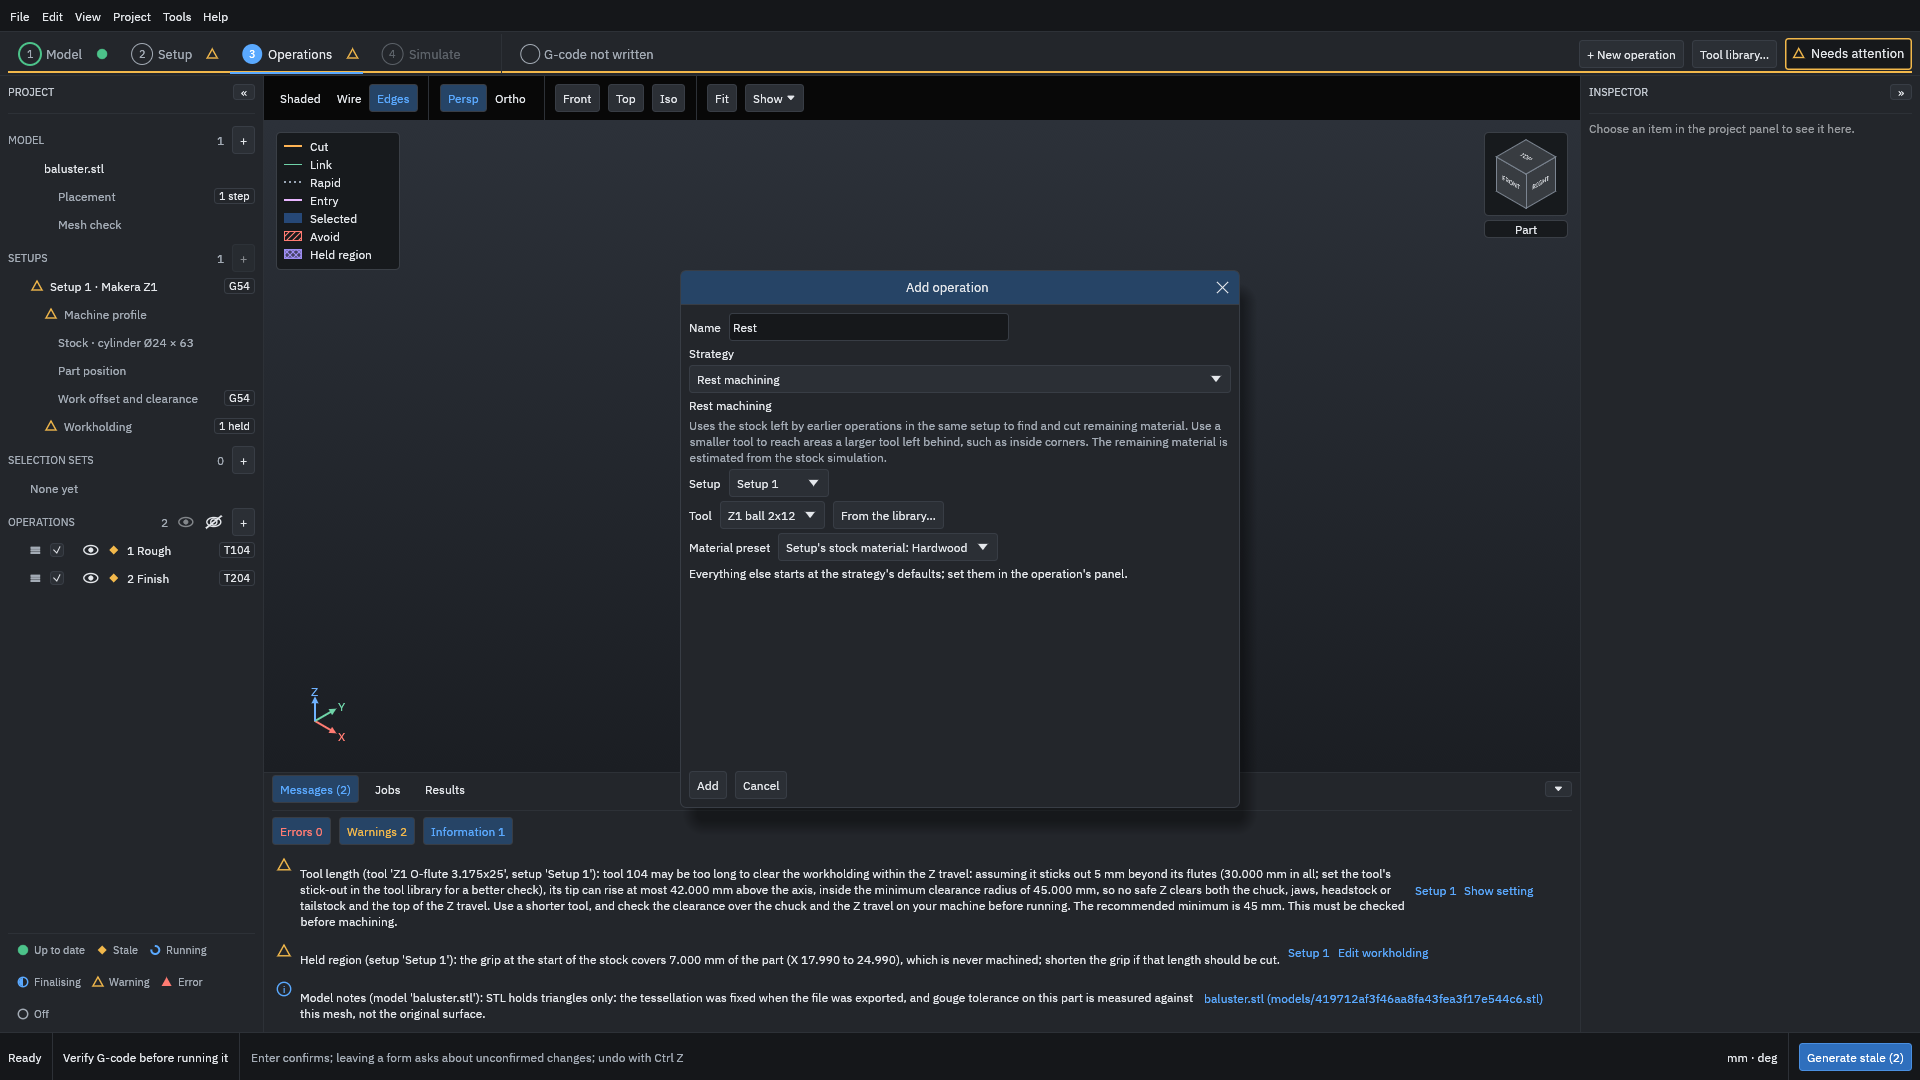 File Edit View Project Tools Help
1 Model 2 Setup 3 Operations 4 Simulate G-code not written + New operation Tool library... Needs attention
PROJECT «
MODEL 1 +
baluster.stl
Placement 1 step
Mesh check
SETUPS 1 +
Setup 1 · Makera Z1 G54
Machine profile
Stock · cylinder Ø24 × 63
Part position
Work offset and clearance G54
Workholding 1 held
SELECTION SETS 0 +
None yet
OPERATIONS 2 +
1 Rough T104
2 Finish T204
Up to date Stale Running
Finalising Warning Error
Off
Shaded Wire Edges Persp Ortho Front Top Iso Fit Show
Cut
Link
Rapid
Entry
Selected
Avoid
Held region
TOP
FRONT RIGHT
Part
Z
Y
X
Add operation
Name Rest
Strategy
Rest machining
Rest machining
Uses the stock left by earlier operations in the same setup to find and cut remaining material. Use a
smaller tool to reach areas a larger tool left behind, such as inside corners. The remaining material is
estimated from the stock simulation.
Setup Setup 1
Tool Z1 ball 2x12 From the library...
Material preset Setup's stock material: Hardwood
Everything else starts at the strategy's defaults; set them in the operation's panel.
Add Cancel
INSPECTOR »
Choose an item in the project panel to see it here.
Messages (2) Jobs Results
Errors 0 Warnings 2 Information 1
Tool length (tool 'Z1 O-flute 3.175x25', setup 'Setup 1'): tool 104 may be too long to clear the workholding within the Z travel: assuming it sticks out 5 mm beyond its flutes (30.000 mm in all; set the tool's
stick-out in the tool library for a better check), its tip can rise at most 42.000 mm above the axis, inside the minimum clearance radius of 45.000 mm, so no safe Z clears both the chuck, jaws, headstock or
tailstock and the top of the Z travel. Use a shorter tool, and check the clearance over the chuck and the Z travel on your machine before running. The recommended minimum is 45 mm. This must be checked
before machining.
Setup 1 Show setting
Held region (setup 'Setup 1'): the grip at the start of the stock covers 7.000 mm of the part (X 17.990 to 24.990), which is never machined; shorten the grip if that length should be cut. Setup 1 Edit workholding
Model notes (model 'baluster.stl'): STL holds triangles only: the tessellation was fixed when the file was exported, and gouge tolerance on this part is measured against
this mesh, not the original surface.
baluster.stl (models/419712af3f46aa8fa43fea3f17e544c6.stl)
Ready Verify G-code before running it Enter confirms; leaving a form asks about unconfirmed changes; undo with Ctrl Z mm · deg Generate stale (2)